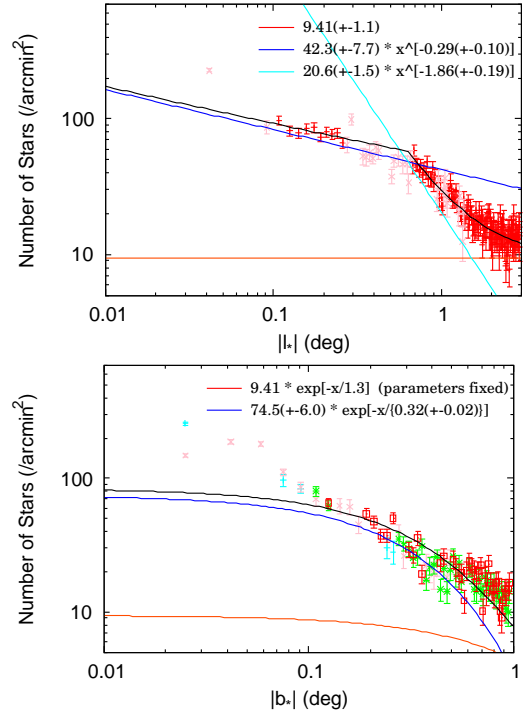 9.41(+-1.1)
42.3(+-7.7) * x^[-0.29(+-0.10)]
20.6(+-1.5) * x^[-1.86(+-0.19)]
Number of Stars (/arcmin²)
100
10
0.01
0.1
1
|l*| (deg)
9.41 * exp[-x/1.3] (parameters fixed)
74.5(+-6.0) * exp[-x/{0.32(+-0.02)}]
Number of Stars (/arcmin²)
100
10
0.01
0.1
1
|b*| (deg)